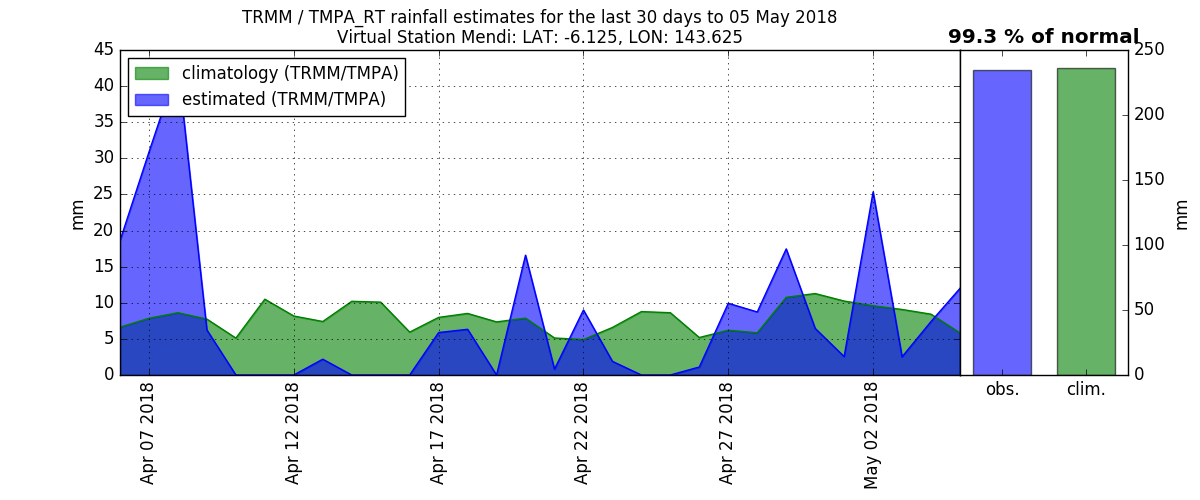 TRMM / TMPA_RT rainfall estimates for the last 30 days to 05 May 2018
Virtual Station Mendi: LAT: -6.125, LON: 143.625
99.3 % of normal
climatology (TRMM/TMPA)
estimated (TRMM/TMPA)
mm
45
40
35
30
25
20
15
10
5
0
Apr 07 2018
Apr 12 2018
Apr 17 2018
Apr 22 2018
Apr 27 2018
May 02 2018
250
200
150
100
50
0
mm
obs.
clim.